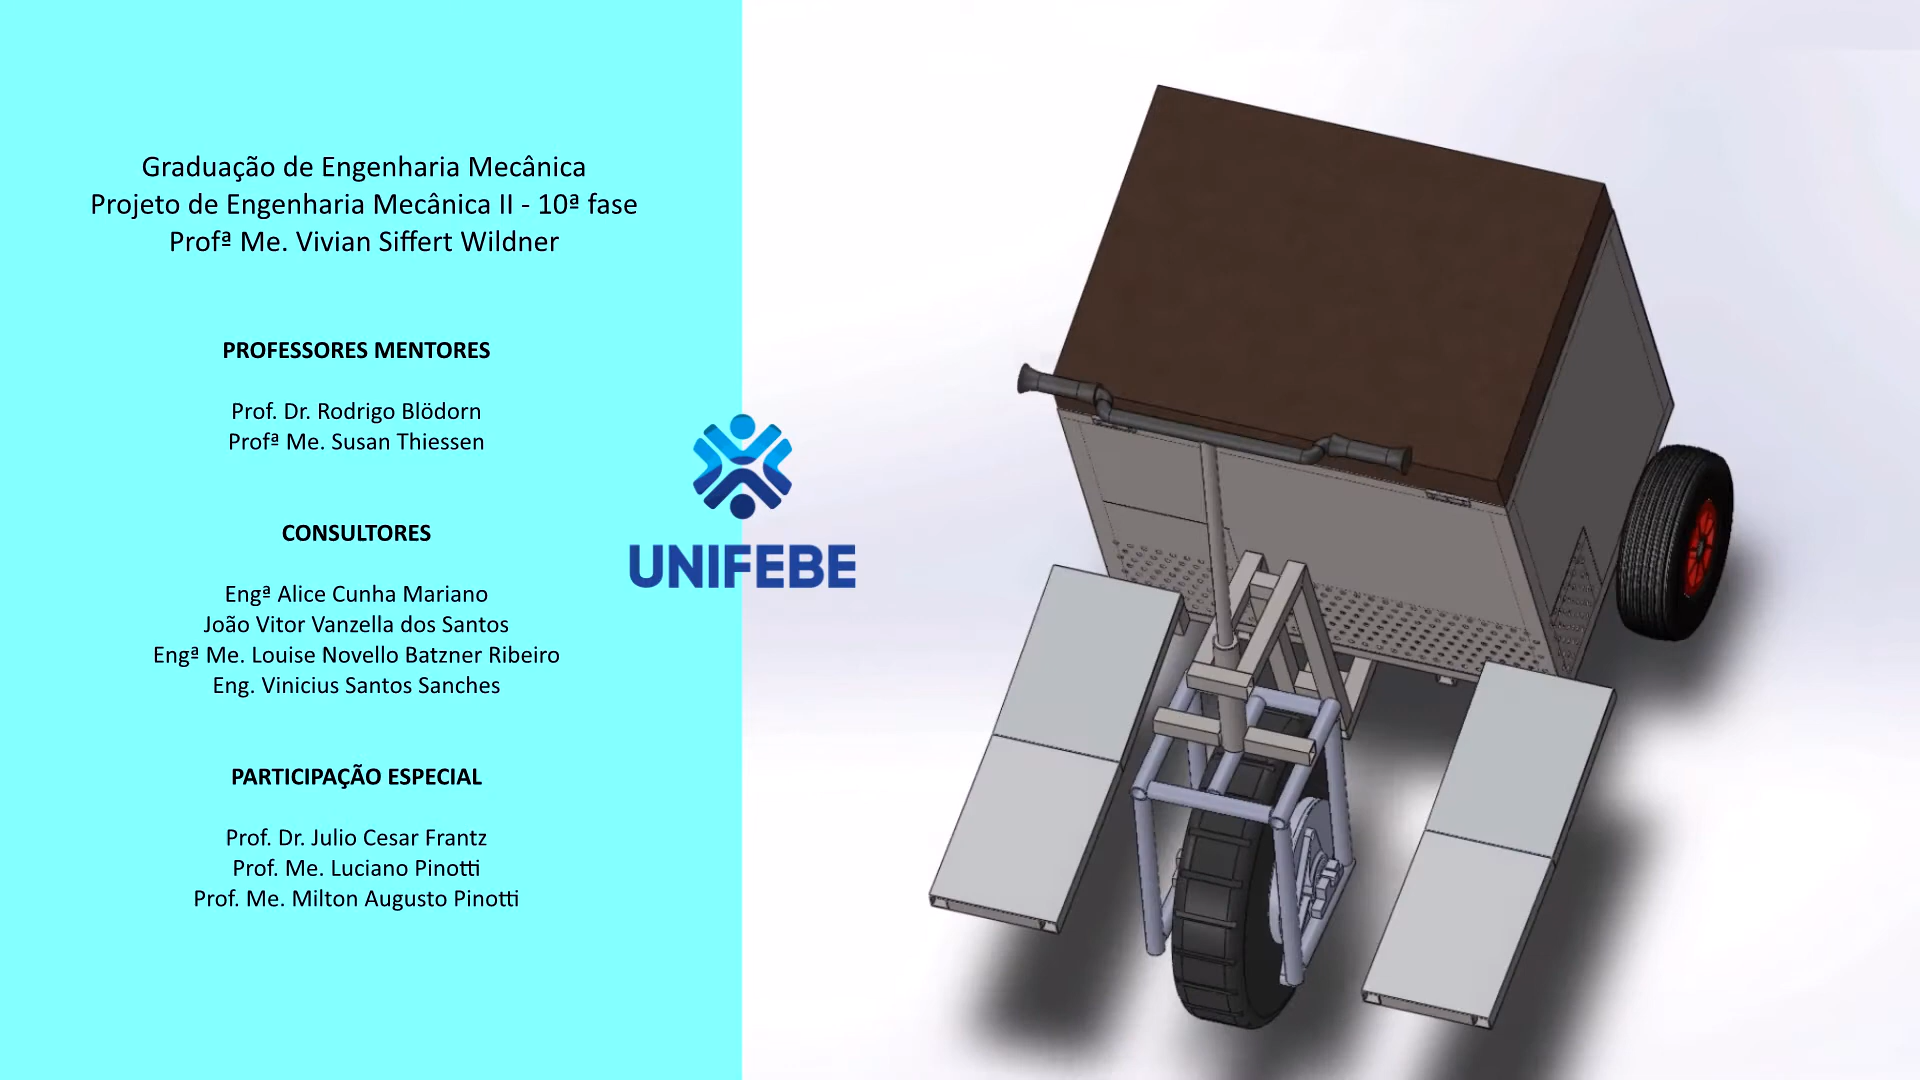 Graduação de Engenharia Mecânica
Projeto de Engenharia Mecânica II - 10ª fase
Profª Me. Vivian Siffert Wildner
PROFESSORES MENTORES
Prof. Dr. Rodrigo Blödorn
Profª Me. Susan Thiessen
CONSULTORES
Engª Alice Cunha Mariano
João Vitor Vanzella dos Santos
Engª Me. Louise Novello Batzner Ribeiro
Eng. Vinicius Santos Sanches
PARTICIPAÇÃO ESPECIAL
Prof. Dr. Julio Cesar Frantz
Prof. Me. Luciano Pinotti
Prof. Me. Milton Augusto Pinotti
UNIFEBE